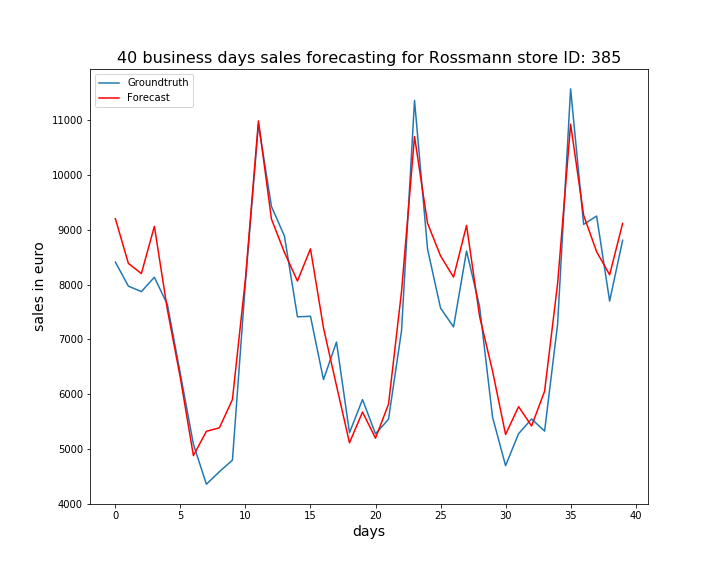 40 business days sales forecasting for Rossmann store ID: 385
Groundtruth
Forecast
11000
10000
9000
8000
7000
6000
5000
4000
sales in euro
0 5 10 15 20 25 30 35 40
days